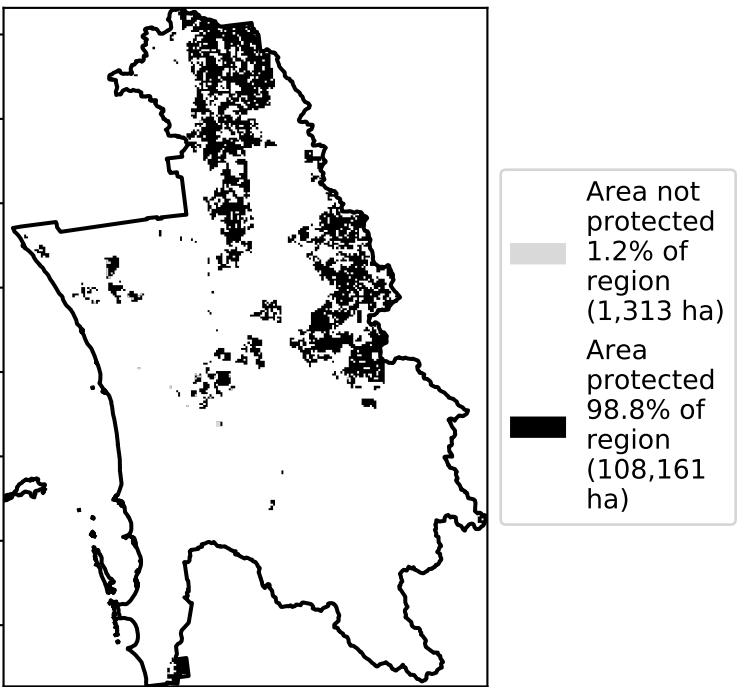 Area not
protected
1.2% of
region
(1,313 ha)
Area
protected
98.8% of
region
(108,161
ha)